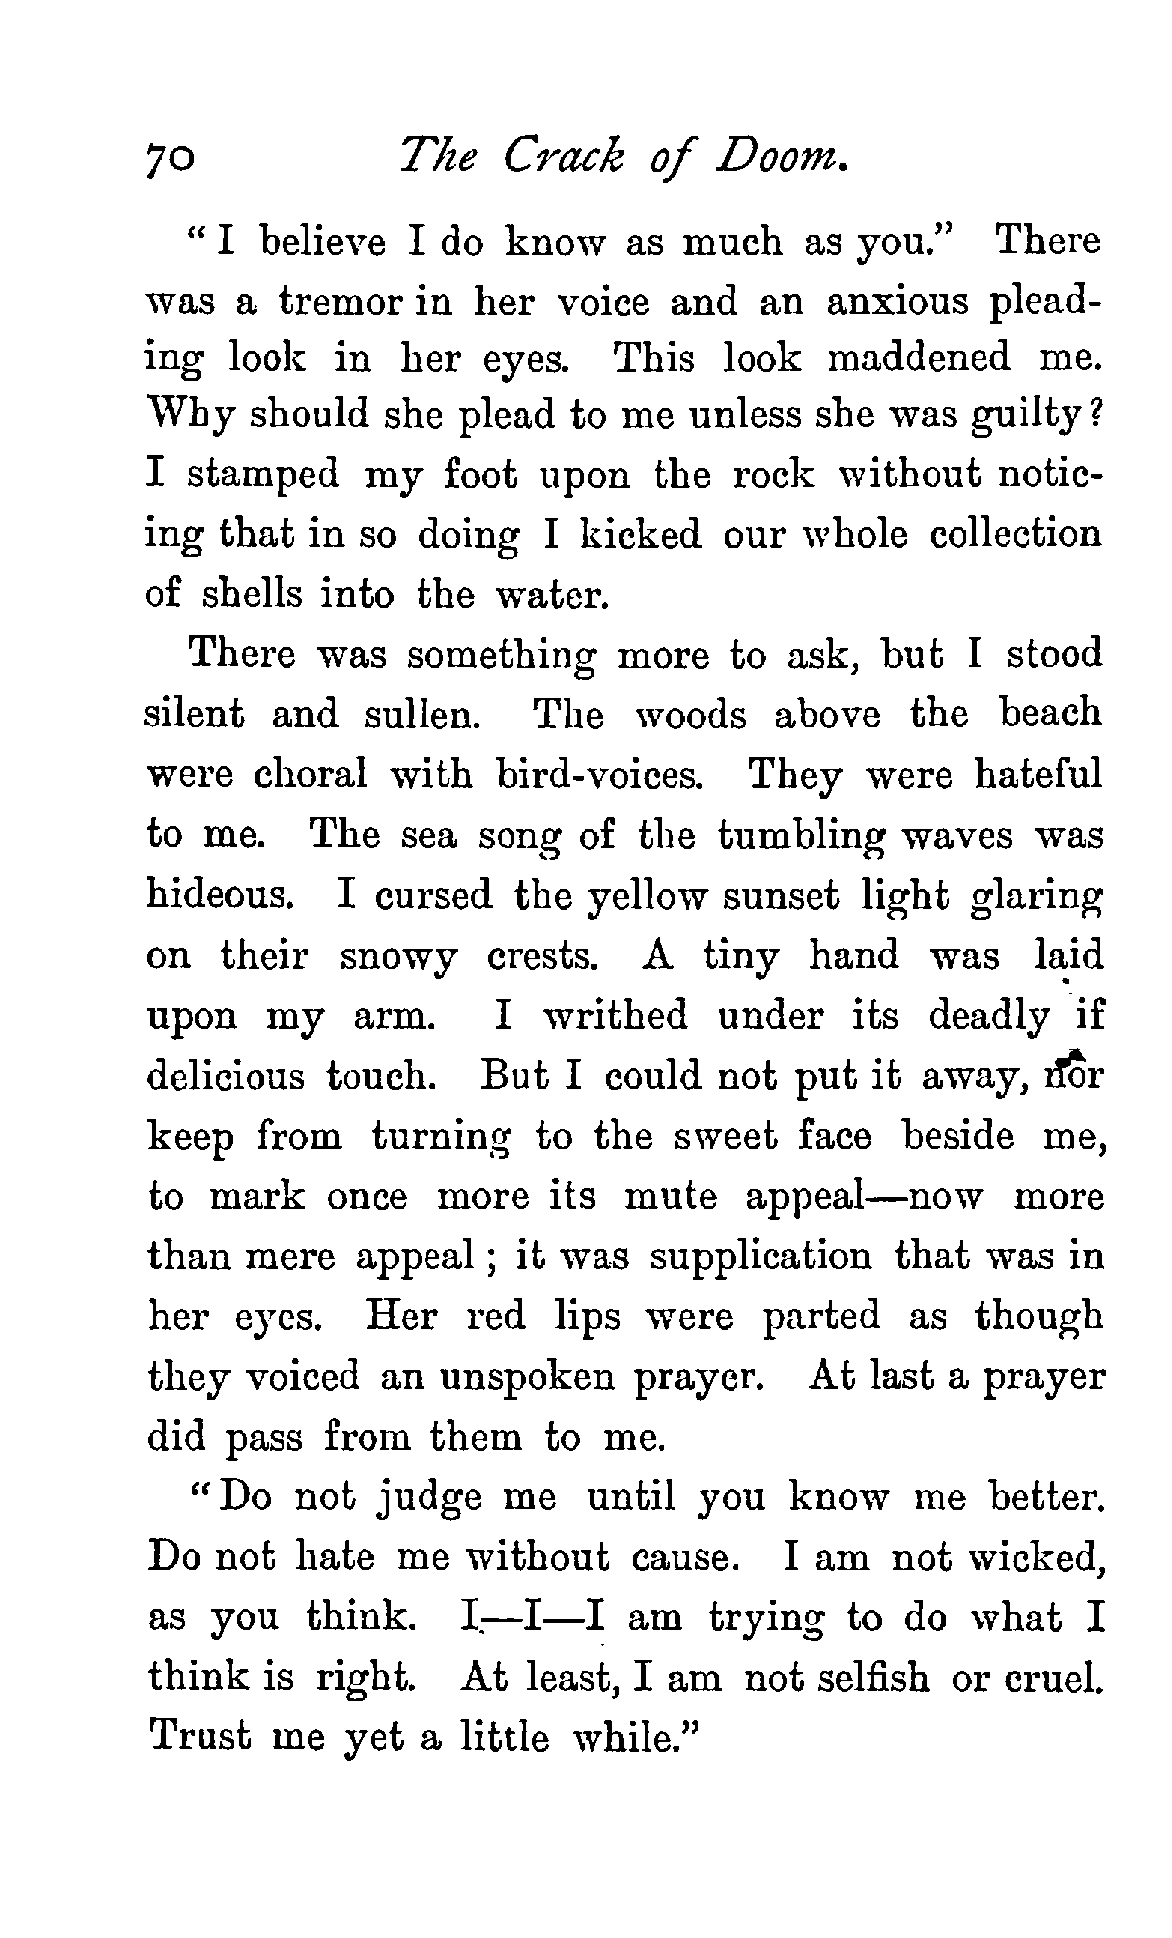 70 The Crack of Doom.
“I believe I do know as much as you.” There
was a tremor in her voice and an anxious plead-
ing look in her eyes. This look maddened me.
Why should she plead to me unless she was guilty?
I stamped my foot upon the rock without notic-
ing that in so doing I kicked our whole collection
of shells into the water.
There was something more to ask, but I stood
silent and sullen. The woods above the beach
were choral with bird-voices. They were hateful
to me. The sea song of the tumbling waves was
hideous. I cursed the yellow sunset light glaring
on their snowy crests. A tiny hand was laid
upon my arm. I writhed under its deadly if
delicious touch. But I could not put it away, nor
keep from turning to the sweet face beside me,
to mark once more its mute appeal—now more
than mere appeal; it was supplication that was in
her eyes. Her red lips were parted as though
they voiced an unspoken prayer. At last a prayer
did pass from them to me.
“Do not judge me until you know me better.
Do not hate me without cause. I am not wicked,
as you think. I—I—I am trying to do what I
think is right. At least, I am not selfish or cruel.
Trust me yet a little while.”